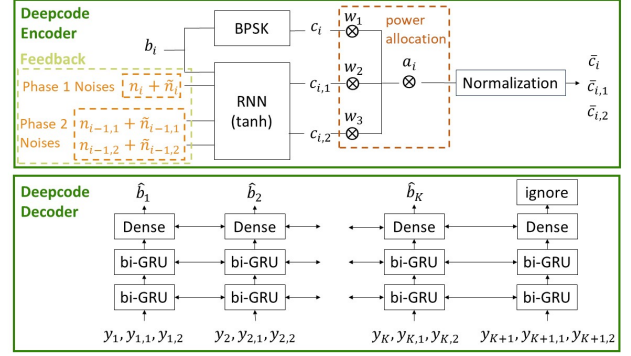 Deepcode
Encoder
Feedback
b_i
BPSK
c_i
w_1
power
allocation
Phase 1 Noises
n_i + ñ_i
RNN
(tanh)
c_{i,1}
w_2
a_i
Normalization
c̄_i
c̄_{i,1}
c̄_{i,2}
Phase 2
Noises
n_{i−1,1} + ñ_{i−1,1}
n_{i−1,2} + ñ_{i−1,2}
c_{i,2}
w_3
Deepcode
Decoder
b̂_1
b̂_2
b̂_K
ignore
Dense
Dense
Dense
Dense
bi-GRU
bi-GRU
bi-GRU
bi-GRU
bi-GRU
bi-GRU
bi-GRU
bi-GRU
y_1, y_{1,1}, y_{1,2}
y_2, y_{2,1}, y_{2,2}
y_K, y_{K,1}, y_{K,2}
y_{K+1}, y_{K+1,1}, y_{K+1,2}